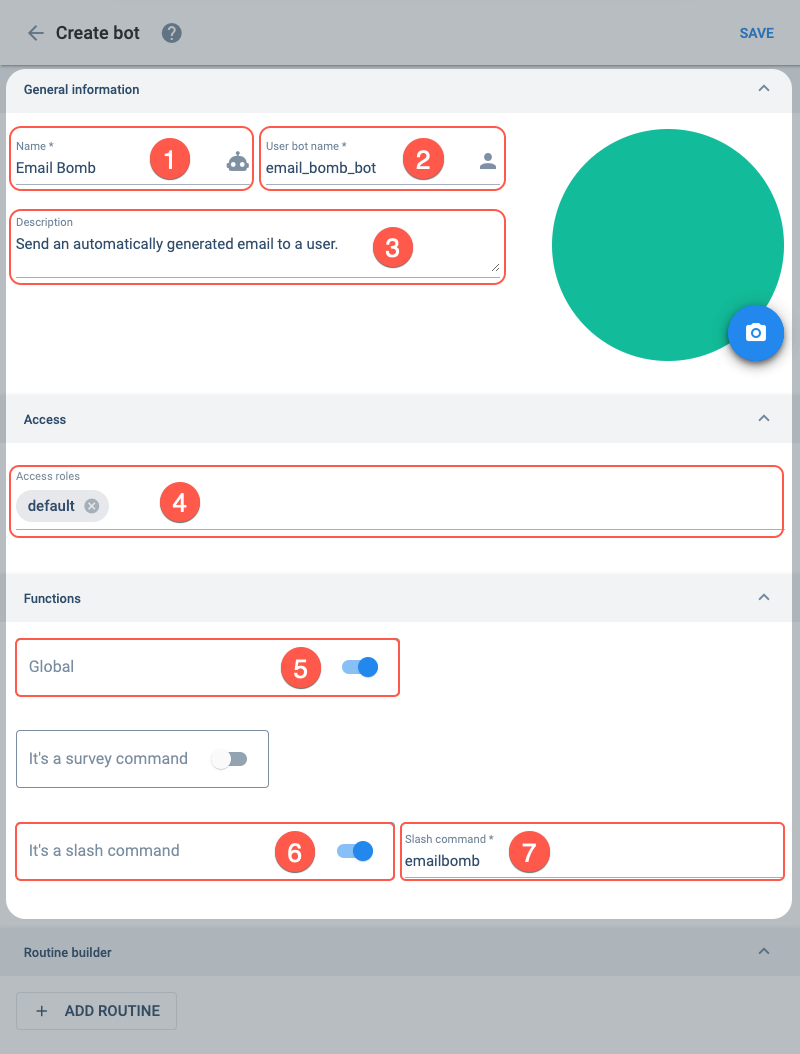 Create bot ?
SAVE
General information
Name *
Email Bomb
1
User bot name *
email_bomb_bot
2
Description
Send an automatically generated email to a user.
3
Access
Access roles
default
4
Functions
Global
5
It's a survey command
It's a slash command
6
Slash command *
emailbomb
7
Routine builder
+ ADD ROUTINE